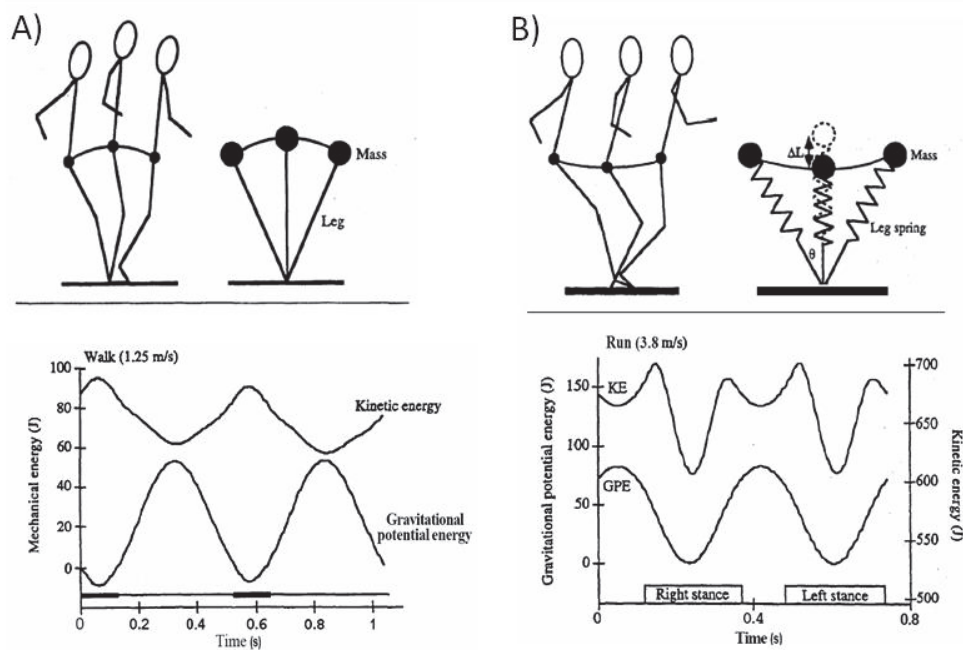 A)
Mass
Leg
Walk (1.25 m/s)
100
80
60
40
20
0
Mechanical energy (J)
Kinetic energy
Gravitational
potential energy
0
0.2
0.4
0.6
0.8
1
Time (s)
B)
ΔL
Mass
Leg spring
θ
Run (3.8 m/s)
150
100
50
0
Gravitational potential energy (J)
KE
GPE
700
650
600
550
500
Kinetic energy (J)
Right stance
Left stance
0
0.4
0.8
Time (s)